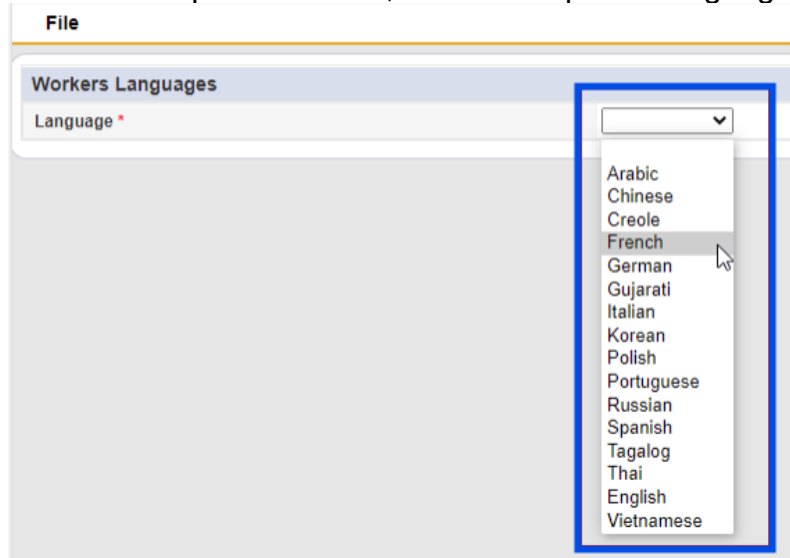 File
Workers Languages
Language *
Arabic
Chinese
Creole
French
German
Gujarati
Italian
Korean
Polish
Portuguese
Russian
Spanish
Tagalog
Thai
English
Vietnamese